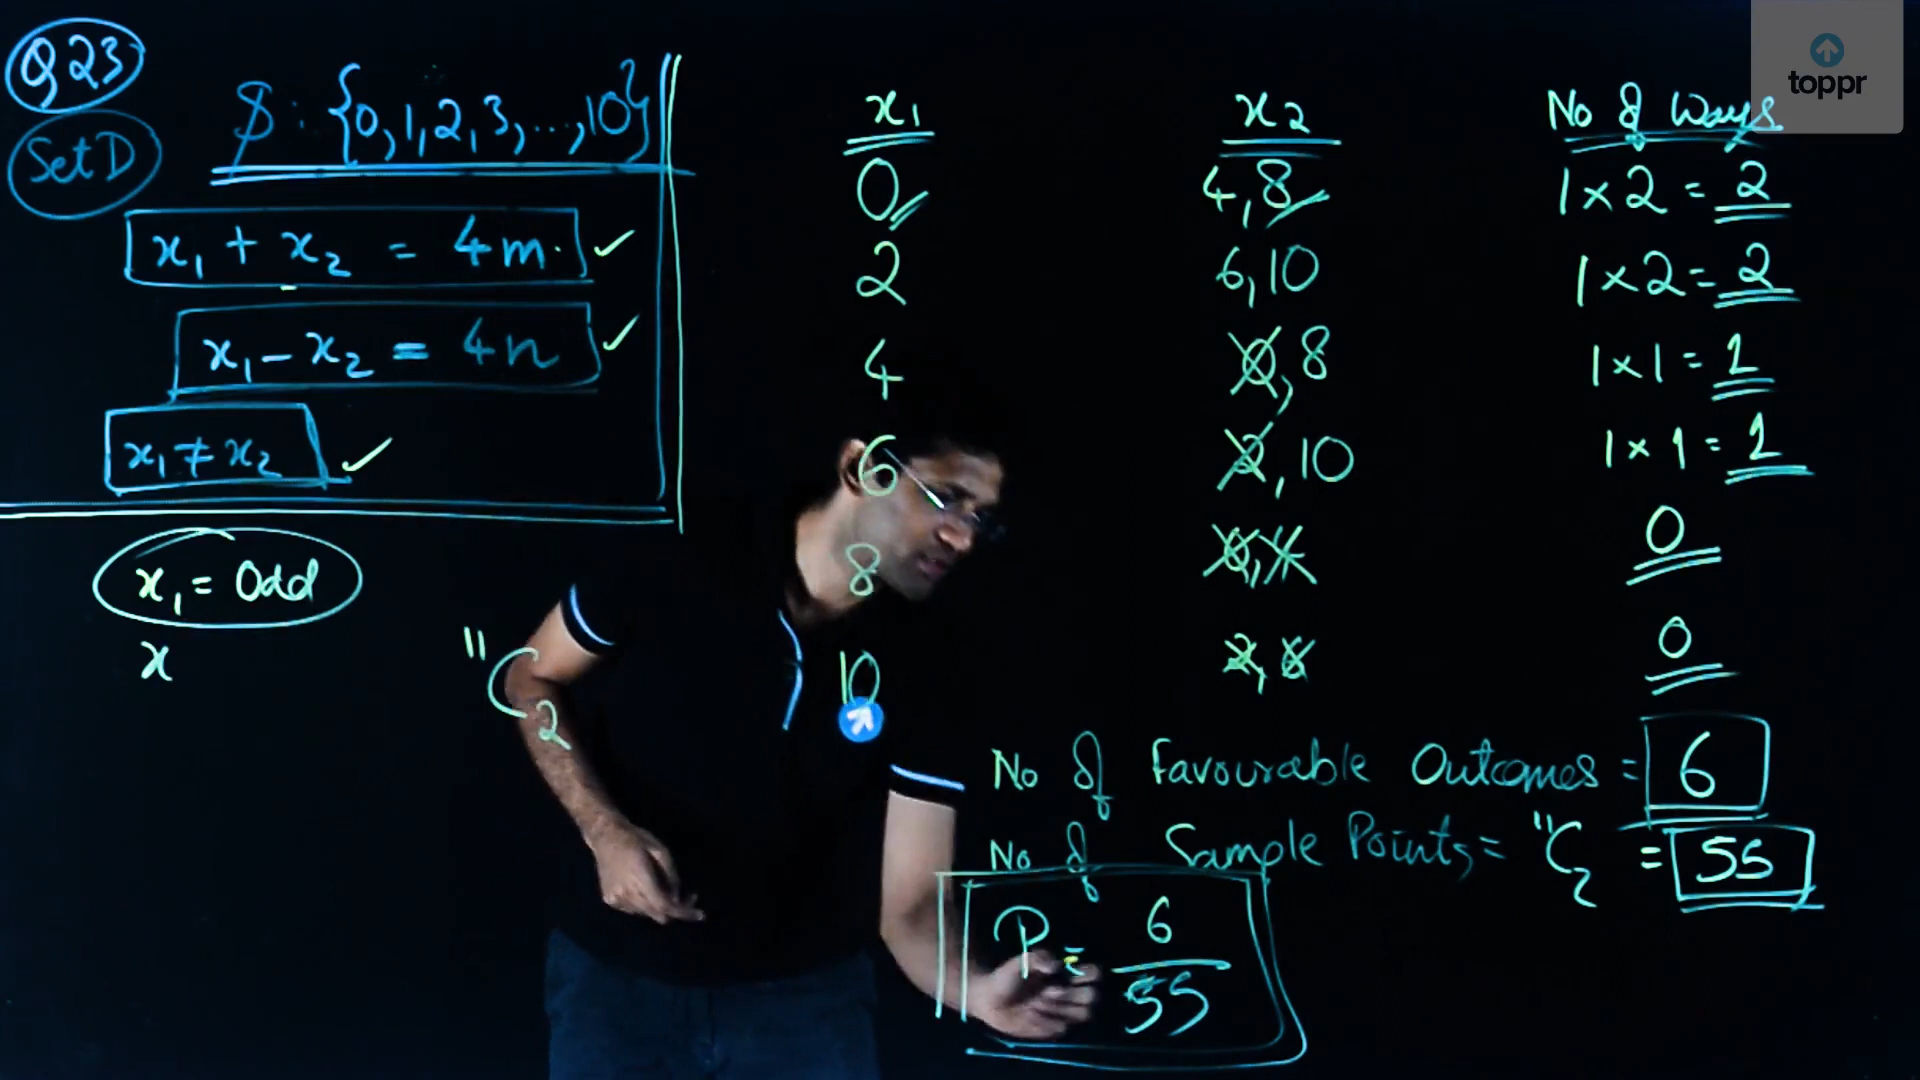 Q23
Set D
S : {0, 1, 2, 3, ..., 10}
x₁ + x₂ = 4m. ✓
x₁ - x₂ = 4n ✓
x₁ ≠ x₂ ✓
x₁ = Odd
x
¹¹C₂
toppr
x₁ x₂ No of Ways
0 4, 8 1 x 2 = 2
2 6, 10 1 x 2 = 2
4 0, 8 1 x 1 = 1
6 2, 10 1 x 1 = 1
8 0, 4 0
10 2, 6 0
No of Favourable Outcomes = 6
No of Sample Points = ¹¹C₂ = 55
P = 6/55